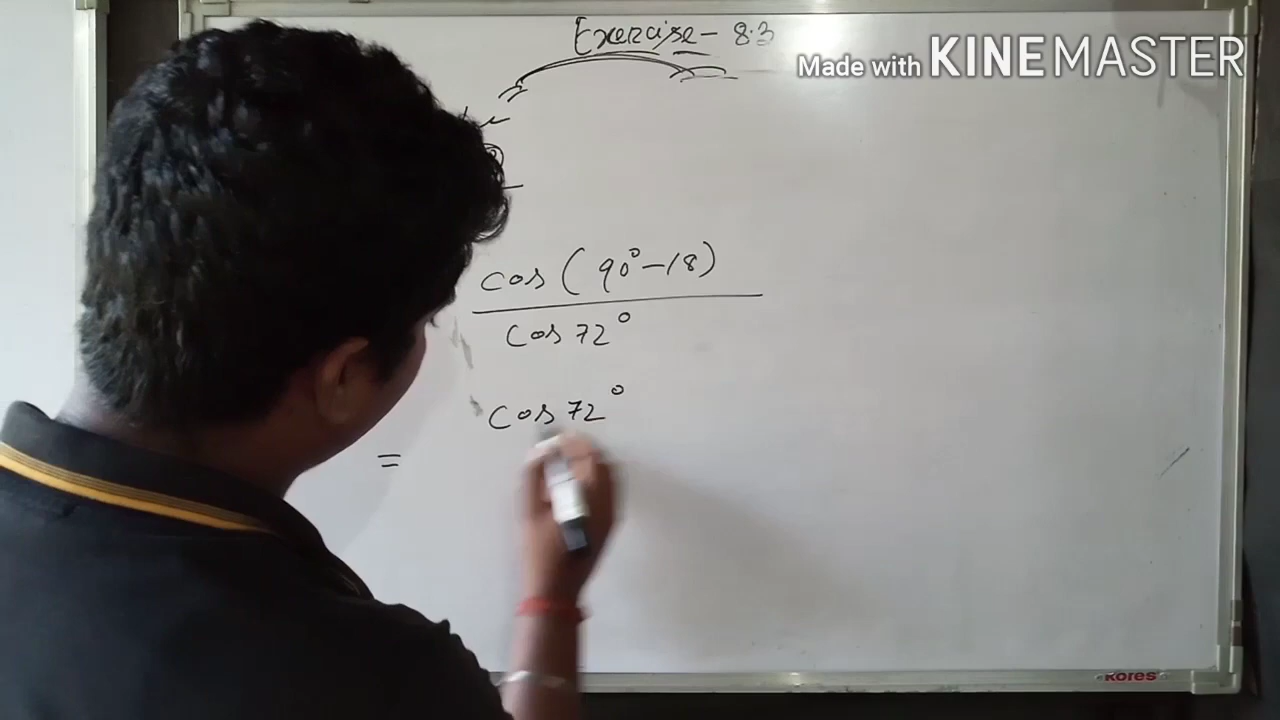 Exercise - 8.3
Made with KINEMASTER
cos (90° - 18)
cos 72°
cos 72°
=
KORES